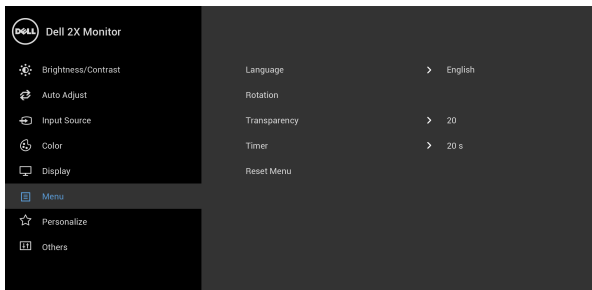 DELL Dell 2X Monitor
Brightness/Contrast
Auto Adjust
Input Source
Color
Display
Menu
Personalize
Others
Language > English
Rotation
Transparency > 20
Timer > 20 s
Reset Menu